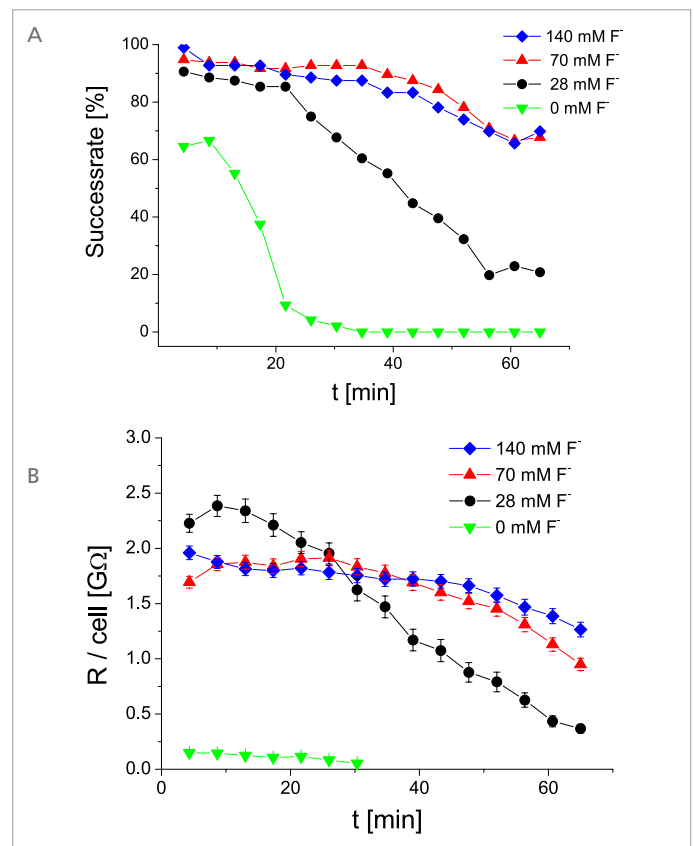 A
140 mM F⁻
70 mM F⁻
28 mM F⁻
0 mM F⁻
100
80
60
40
20
0
Successrate [%]
20 40 60
t [min]
B
140 mM F⁻
70 mM F⁻
28 mM F⁻
0 mM F⁻
3.0
2.5
2.0
1.5
1.0
0.5
0.0
R / cell [GΩ]
0 20 40 60
t [min]